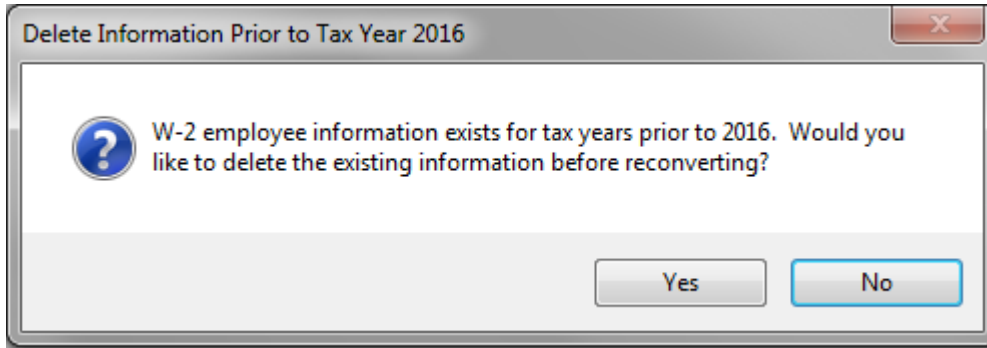 Delete Information Prior to Tax Year 2016
W-2 employee information exists for tax years prior to 2016.  Would you
like to delete the existing information before reconverting?
Yes
No